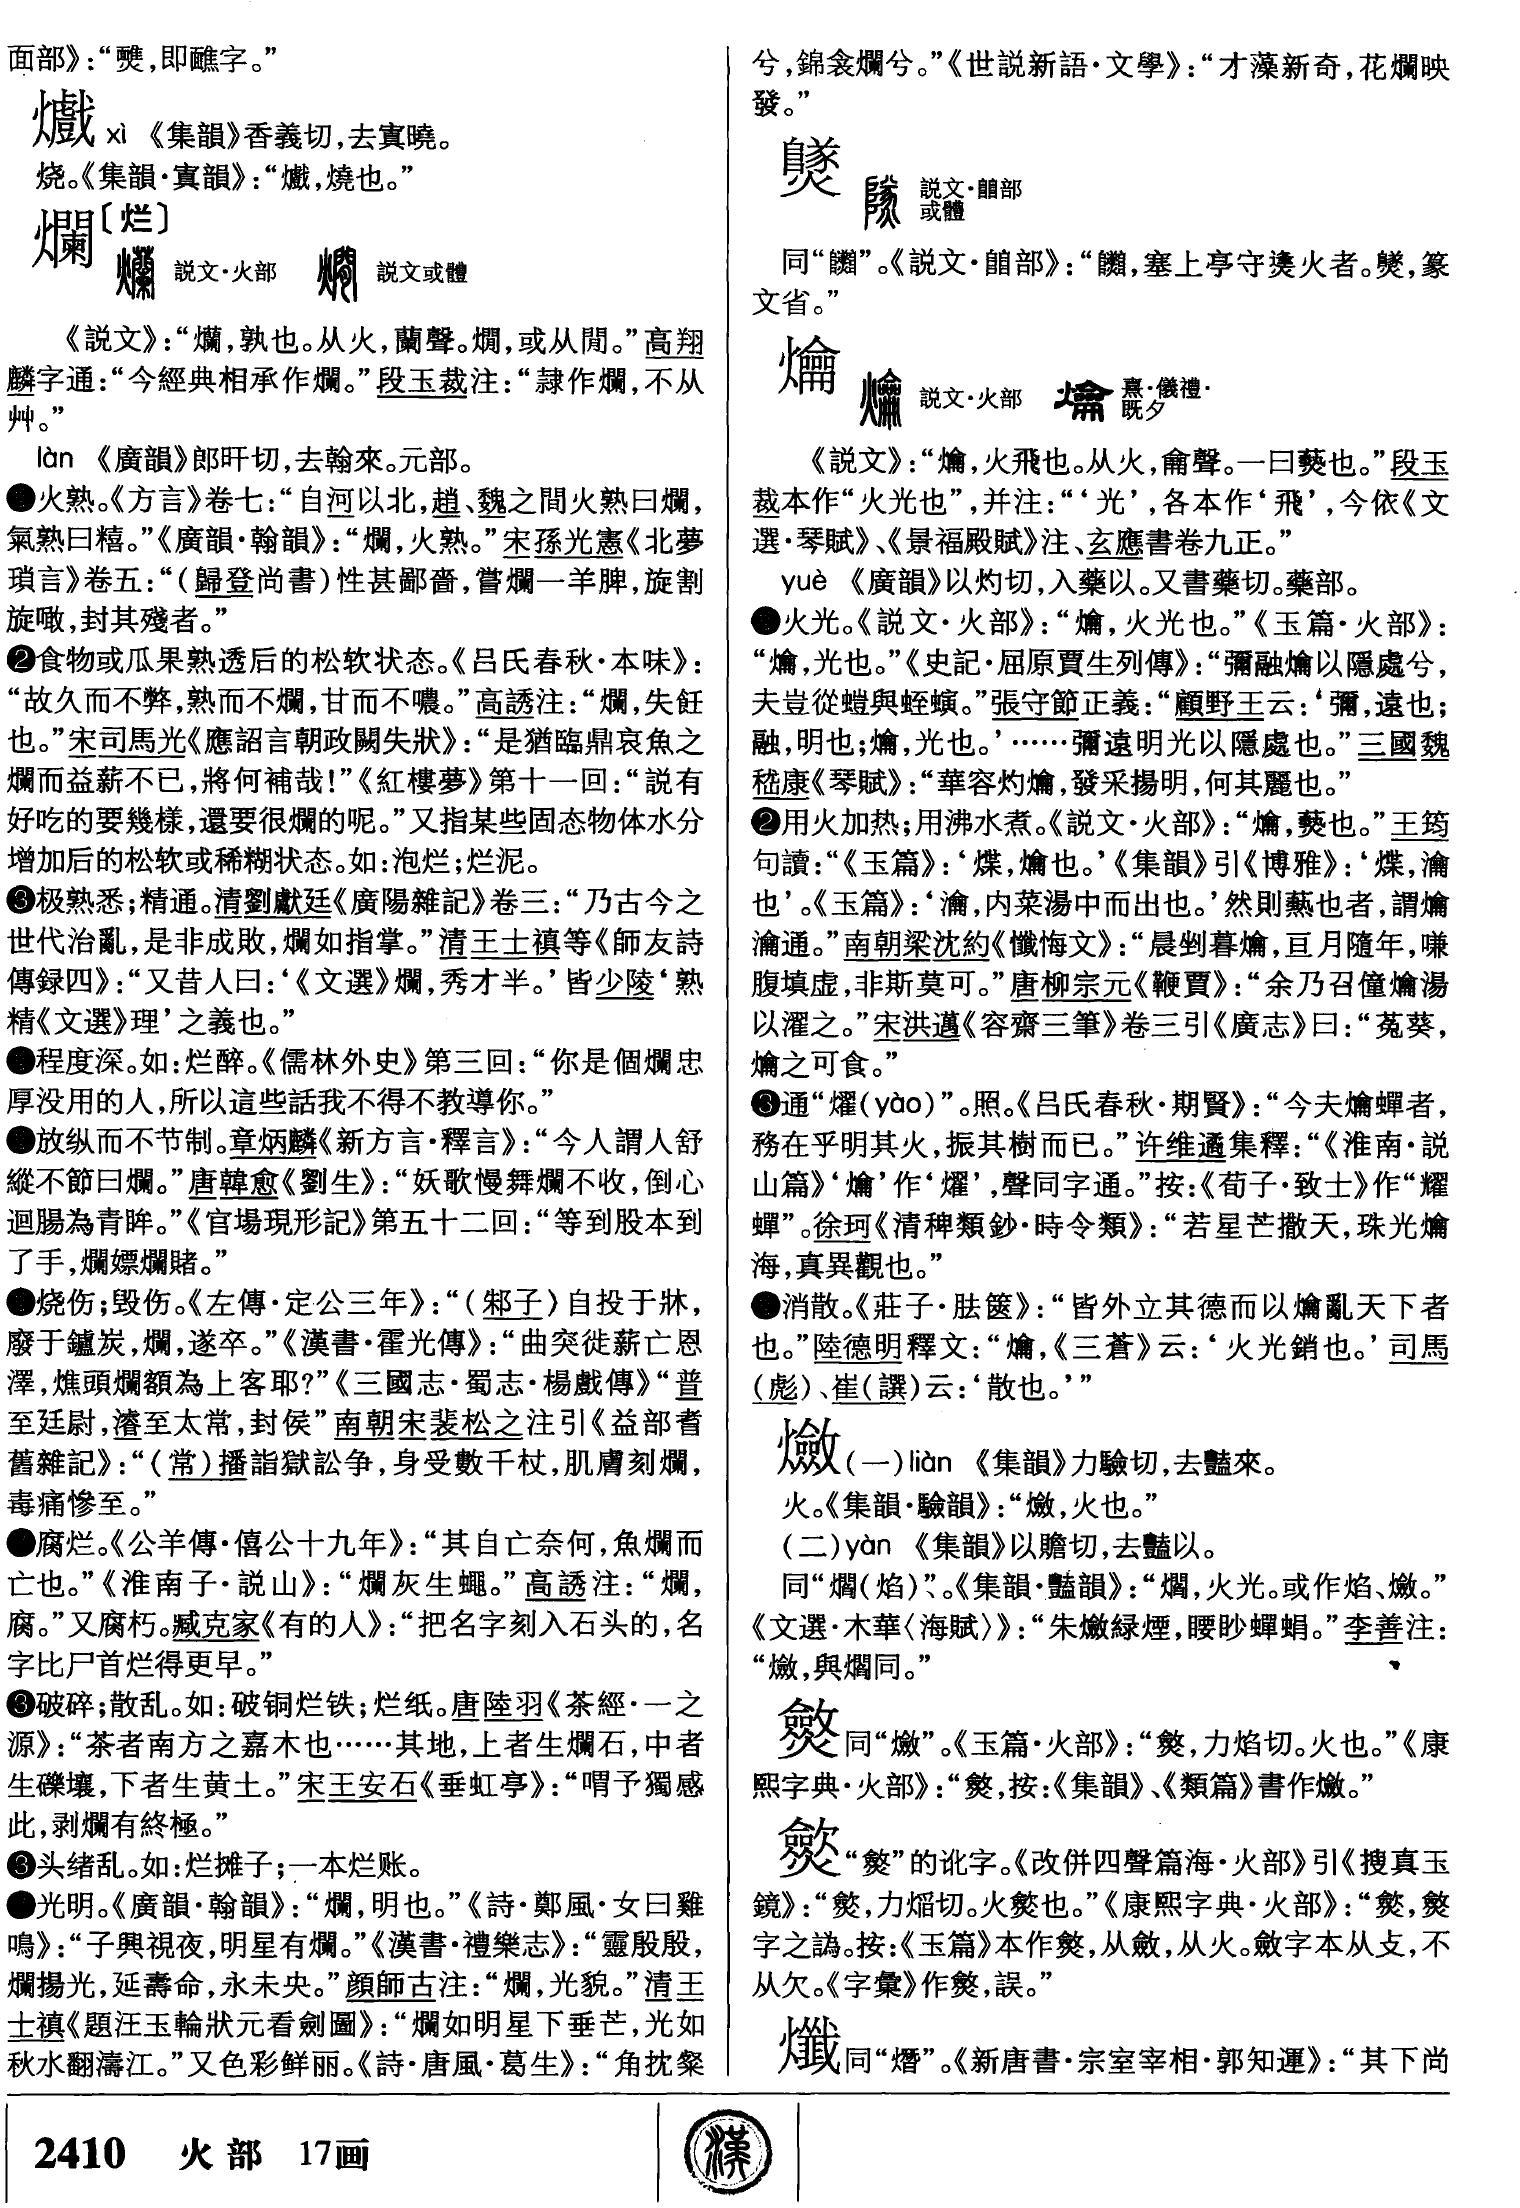 面部》：“䙴，即醮字。”
爔 xì 《集韻》香義切，去寘曉。
烧。《集韻·寘韻》：“爔，燒也。”
爛〔烂〕
説文·火部 説文或體
《説文》：“爤，孰也。从火，蘭聲。燗，或从閒。”高翔
麟字通：“今經典相承作爛。”段玉裁注：“隷作爛，不从
艸。”
làn 《廣韻》郎旰切，去翰來。元部。
火熟。《方言》卷七：“自河以北，趙、魏之間火熟曰爛，
氣熟曰糦。”《廣韻·翰韻》：“爛，火熟。”宋孫光憲《北夢
瑣言》卷五：“（歸登尚書）性甚鄙嗇，嘗爛一羊脾，旋割
旋噉，封其殘者。”
❷食物或瓜果熟透后的松软状态。《吕氏春秋·本味》：
“故久而不弊，熟而不爛，甘而不噥。”高誘注：“爛，失飪
也。”宋司馬光《應詔言朝政闕失狀》：“是猶臨鼎哀魚之
爛而益薪不已，將何補哉！”《紅樓夢》第十一回：“説有
好吃的要幾樣，還要很爛的呢。”又指某些固态物体水分
增加后的松软或稀糊状态。如：泡烂；烂泥。
❸极熟悉；精通。清劉獻廷《廣陽雜記》卷三：“乃古今之
世代治亂，是非成敗，爛如指掌。”清王士禛等《師友詩
傳録四》：“又昔人曰：‘《文選》爛，秀才半。’皆少陵‘熟
精《文選》理’之義也。”
程度深。如：烂醉。《儒林外史》第三回：“你是個爛忠
厚没用的人，所以這些話我不得不教導你。”
放纵而不节制。章炳麟《新方言·釋言》：“今人謂人舒
縱不節曰爛。”唐韓愈《劉生》：“妖歌慢舞爛不收，倒心
迴腸為青眸。”《官場現形記》第五十二回：“等到股本到
了手，爛嫖爛賭。”
烧伤；毁伤。《左傳·定公三年》：“（邾子）自投于牀，
廢于鑪炭，爛，遂卒。”《漢書·霍光傳》：“曲突徙薪亡恩
澤，燋頭爛額為上客耶？”《三國志·蜀志·楊戲傳》“普
至廷尉，濬至太常，封侯”南朝宋裴松之注引《益部耆
舊雜記》：“（常）播詣獄訟争，身受數千杖，肌膚刻爛，
毒痛慘至。”
腐烂。《公羊傳·僖公十九年》：“其自亡奈何，魚爛而
亡也。”《淮南子·説山》：“爛灰生蠅。”高誘注：“爛，
腐。”又腐朽。臧克家《有的人》：“把名字刻入石头的，名
字比尸首烂得更早。”
❸破碎；散乱。如：破铜烂铁；烂纸。唐陸羽《茶經·一之
源》：“茶者南方之嘉木也……其地，上者生爛石，中者
生礫壤，下者生黄土。”宋王安石《垂虹亭》：“喟予獨感
此，剥爛有終極。”
❸头绪乱。如：烂摊子；一本烂账。
光明。《廣韻·翰韻》：“爛，明也。”《詩·鄭風·女曰雞
鳴》：“子興視夜，明星有爛。”《漢書·禮樂志》：“靈殷殷，
爛揚光，延壽命，永未央。”顔師古注：“爛，光貌。”清王
士禛《題汪玉輪狀元看劍圖》：“爛如明星下垂芒，光如
秋水翻濤江。”又色彩鲜丽。《詩·唐風·葛生》：“角枕粲
兮，錦衾爛兮。”《世説新語·文學》：“才藻新奇，花爛映
發。”
説文·𨺅部
或體
同“䥙”。《説文·𨺅部》：“塞上亭守㷭火者。篆
文省。”
爚
説文·火部 熹·儀禮·
既夕
《説文》：“爚，火飛也。从火，龠聲。一曰爇也。”段玉
裁本作“火光也”，并注：“‘光’，各本作‘飛’，今依《文
選·琴賦》、《景福殿賦》注、玄應書卷九正。”
yuè 《廣韻》以灼切，入藥以。又書藥切。藥部。
火光。《説文·火部》：“爚，火光也。”《玉篇·火部》：
“爚，光也。”《史記·屈原賈生列傳》：“彌融爚以隱處兮，
夫豈從螘與蛭螾。”張守節正義：“顧野王云：‘彌，遠也；
融，明也；爚，光也。’……彌遠明光以隱處也。”三國魏
嵇康《琴賦》：“華容灼爚，發采揚明，何其麗也。”
❷用火加热；用沸水煮。《説文·火部》：“爚，爇也。”王筠
句讀：“《玉篇》：‘煠，爚也。’《集韻》引《博雅》：‘煠，瀹
也’。《玉篇》：‘瀹，内菜湯中而出也。’然則爇也者，謂爚
瀹通。”南朝梁沈約《懺悔文》：“晨剉暮爚，亘月隨年，嗛
腹填虚，非斯莫可。”唐柳宗元《鞭賈》：“余乃召僮爚湯
以濯之。”宋洪邁《容齋三筆》卷三引《廣志》曰：“菟葵，
爚之可食。”
❸通“燿（yào）”。照。《吕氏春秋·期賢》：“今夫爚蟬者，
務在乎明其火，振其樹而已。”许维遹集釋：“《淮南·説
山篇》‘爚’作‘燿’，聲同字通。”按：《荀子·致士》作“耀
蟬”。徐珂《清稗類鈔·時令類》：“若星芒撒天，珠光爚
海，真異觀也。”
消散。《莊子·胠篋》：“皆外立其德而以爚亂天下者
也。”陸德明釋文：“爚，《三蒼》云：‘火光銷也。’司馬
（彪）、崔（譔）云：‘散也。’”
㶑（一）liàn 《集韻》力驗切，去豔來。
火。《集韻·驗韻》：“㶑，火也。”
（二）yàn 《集韻》以贍切，去豔以。
同“爓（焰）”。《集韻·豔韻》：“爓，火光。或作焰、㶑。”
《文選·木華〈海賦〉》：“朱㶑緑煙，腰眇蟬蜎。”李善注：
“㶑，與爓同。”
同“㶑”。《玉篇·火部》：“力焰切。火也。”《康
熙字典·火部》：“按：《集韻》、《類篇》書作㶑。”
的讹字。《改併四聲篇海·火部》引《搜真玉
鏡》：“力熖切。火也。”《康熙字典·火部》：
字之譌。按：《玉篇》本作从斂，从火。斂字本从攴，不
从欠。《字彙》作誤。”
爔同“熸”。《新唐書·宗室宰相·郭知運》：“其下尚
2410 火部 17画
漢